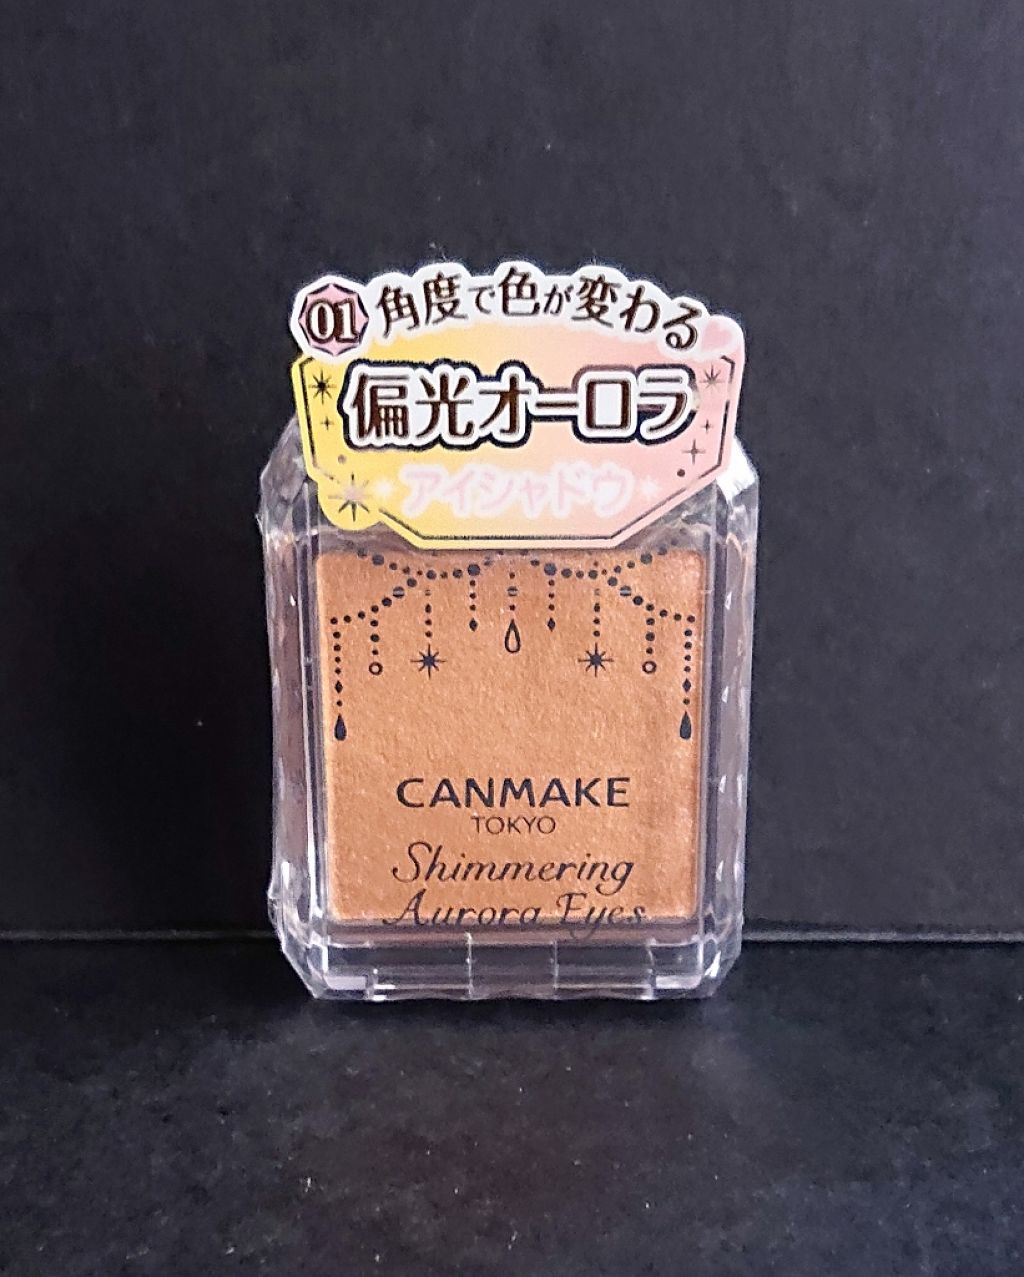 01 角度で色が変わる
偏光オーロラ
アイシャドウ
CANMAKE
TOKYO
Shimmering
Aurora Eyes